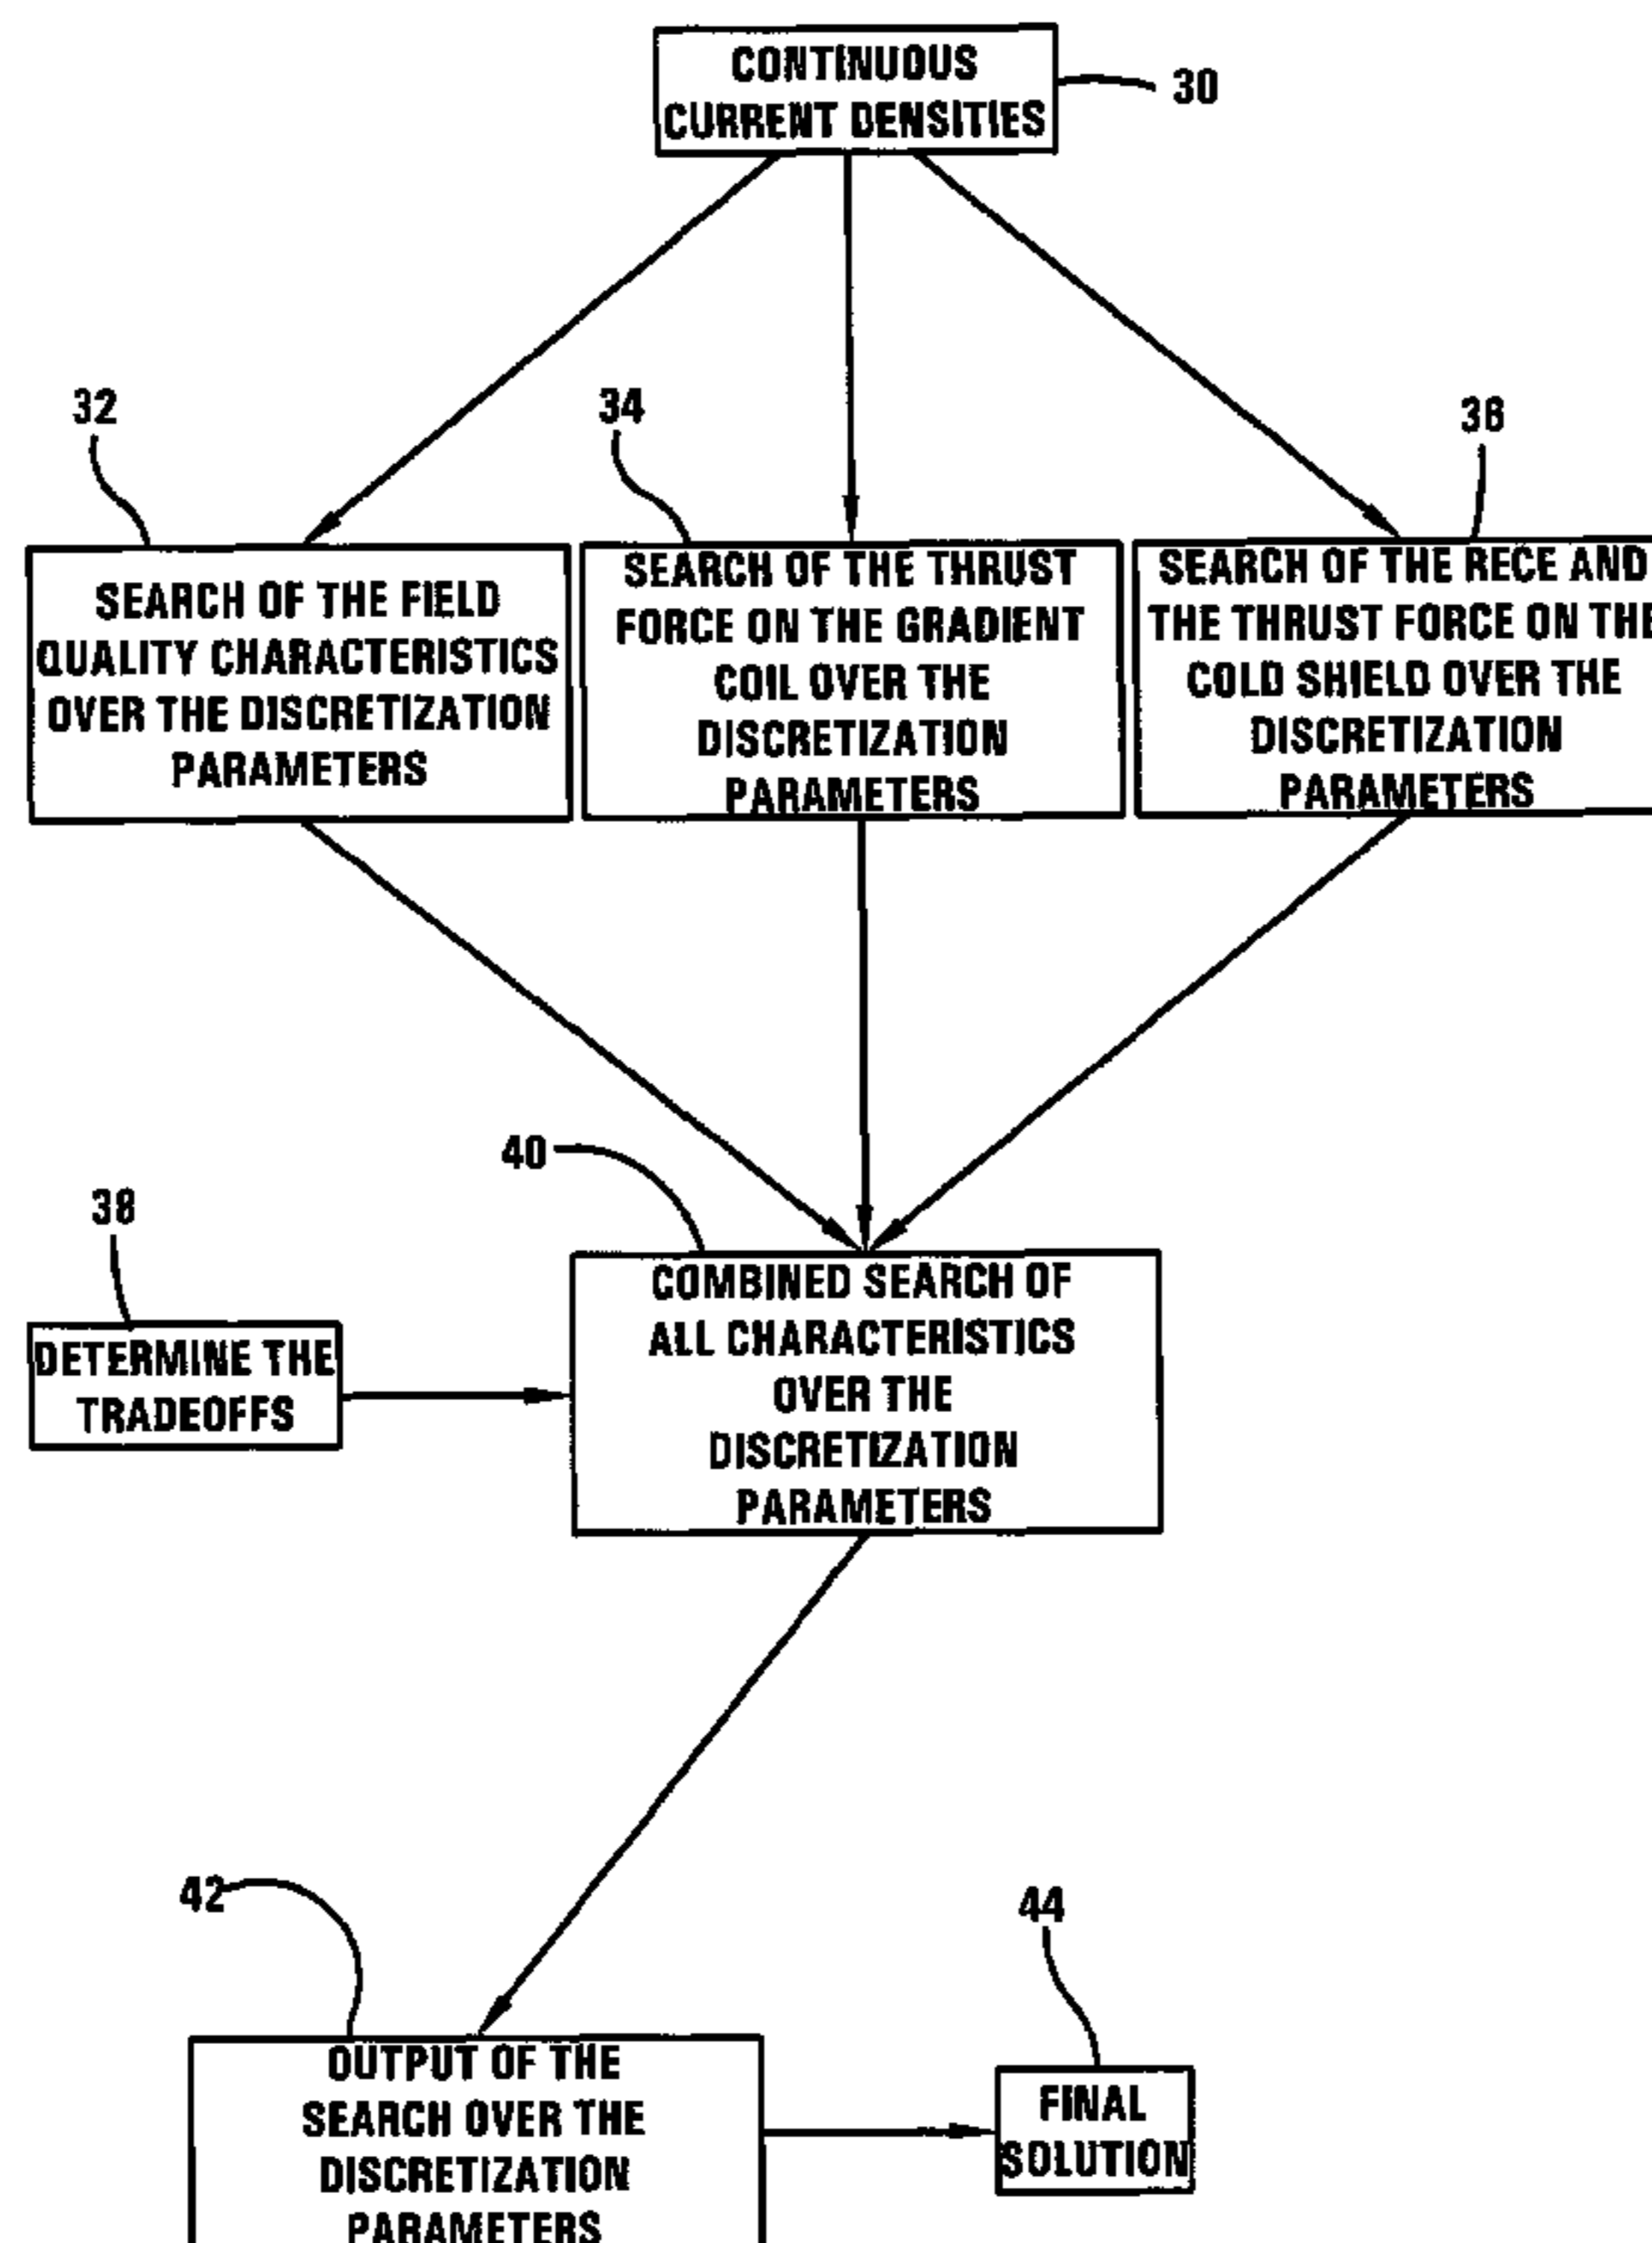 CONTINUOUS
CURRENT DENSITIES
30
32
34
36
SEARCH OF THE FIELD
QUALITY CHARACTERISTICS
OVER THE DISCRETIZATION
PARAMETERS
SEARCH OF THE THRUST
FORCE ON THE GRADIENT
COIL OVER THE
DISCRETIZATION
PARAMETERS
SEARCH OF THE RECE AND
THE THRUST FORCE ON THE
COLD SHIELD OVER THE
DISCRETIZATION
PARAMETERS
40
38
DETERMINE THE
TRADEOFFS
COMBINED SEARCH OF
ALL CHARACTERISTICS
OVER THE
DISCRETIZATION
PARAMETERS
42
44
OUTPUT OF THE
SEARCH OVER THE
DISCRETIZATION
PARAMETERS
FINAL
SOLUTION